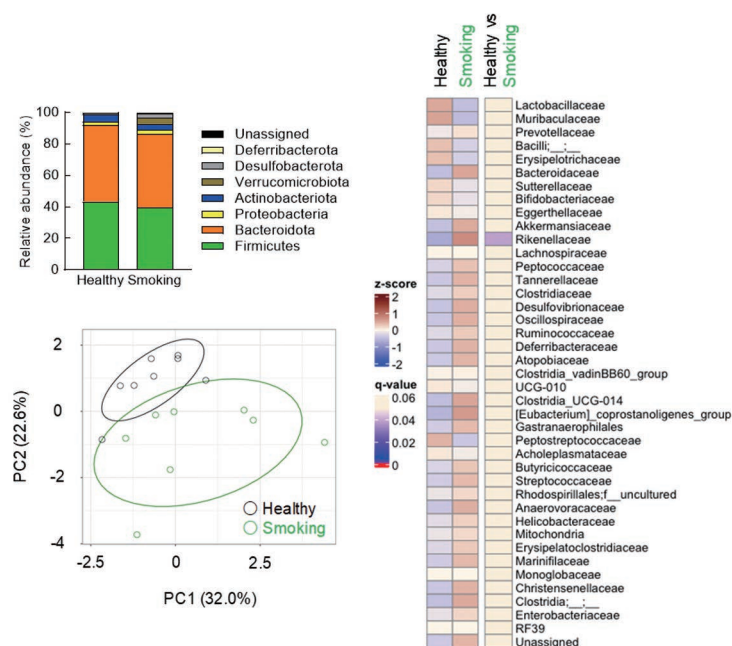 Relative abundance (%)
100
80
60
40
20
0
Healthy Smoking
Unassigned
Deferribacterota
Desulfobacterota
Verrucomicrobiota
Actinobacteriota
Proteobacteria
Bacteroidota
Firmicutes
PC2 (22.6%)
2
0
-2
-4
-2.5
0
2.5
PC1 (32.0%)
Healthy
Smoking
Healthy
Smoking
Healthy vs
Smoking
z-score
2
1
0
-1
-2
q-value
0.06
0.04
0.02
0
Lactobacillaceae
Muribaculaceae
Prevotellaceae
Bacilli;__;__
Erysipelotrichaceae
Bacteroidaceae
Sutterellaceae
Bifidobacteriaceae
Eggerthellaceae
Akkermansiaceae
Rikenellaceae
Lachnospiraceae
Peptococcaceae
Tannerellaceae
Clostridiaceae
Desulfovibrionaceae
Oscillospiraceae
Ruminococcaceae
Deferribacteraceae
Atopobiaceae
Clostridia_vadinBB60_group
UCG-010
Clostridia_UCG-014
[Eubacterium]_coprostanoligenes_group
Gastranaerophilales
Peptostreptococcaceae
Acholeplasmataceae
Butyricicoccaceae
Streptococcaceae
Rhodospirillales;f__uncultured
Anaerovoracaceae
Helicobacteraceae
Mitochondria
Erysipelatoclostridiaceae
Marinifilaceae
Monoglobaceae
Christensenellaceae
Clostridia;__;__
Enterobacteriaceae
RF39
Unassigned